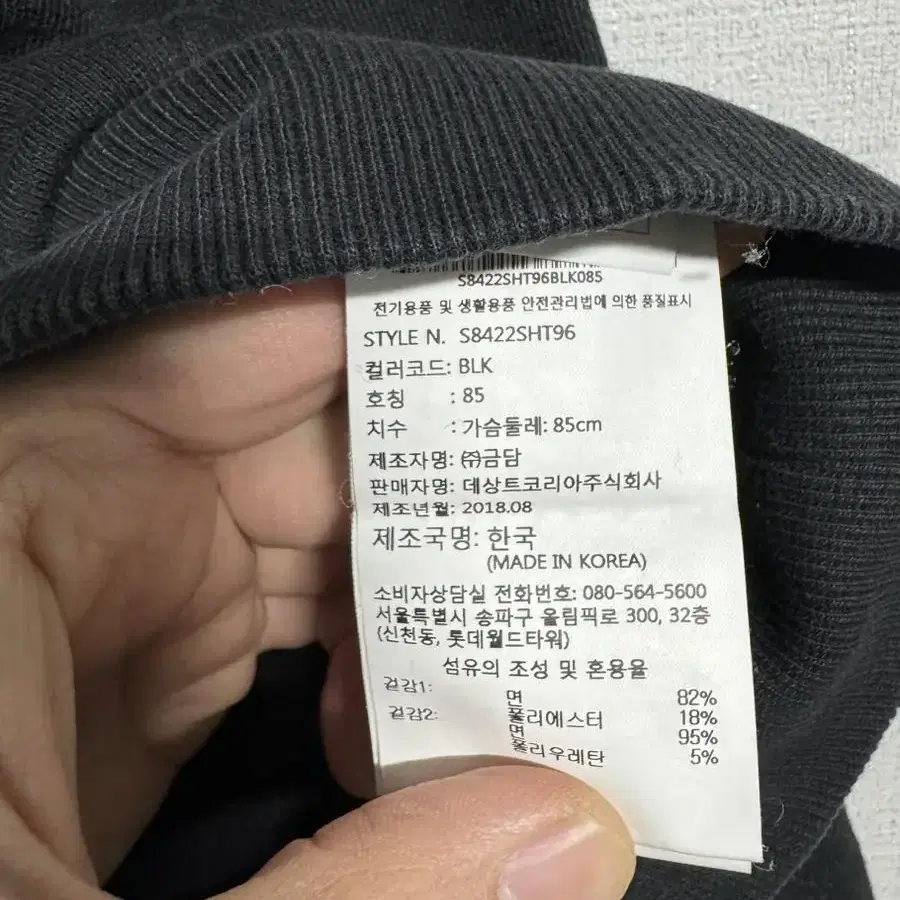 S8422SHT96BLK085
전기용품 및 생활용품 안전관리법에 의한 품질표시
STYLE N. S8422SHT96
컬러코드: BLK
호칭 : 85
치수 : 가슴둘레: 85cm
제조자명: ㈜금담
판매자명: 데상트코리아주식회사
제조년월: 2018.08
제조국명: 한국
(MADE IN KOREA)
소비자상담실 전화번호: 080-564-5600
서울특별시 송파구 올림픽로 300, 32층
(신천동, 롯데월드타워)
섬유의 조성 및 혼용율
겉감1: 면 82%
폴리에스터 18%
겉감2: 면 95%
폴리우레탄 5%